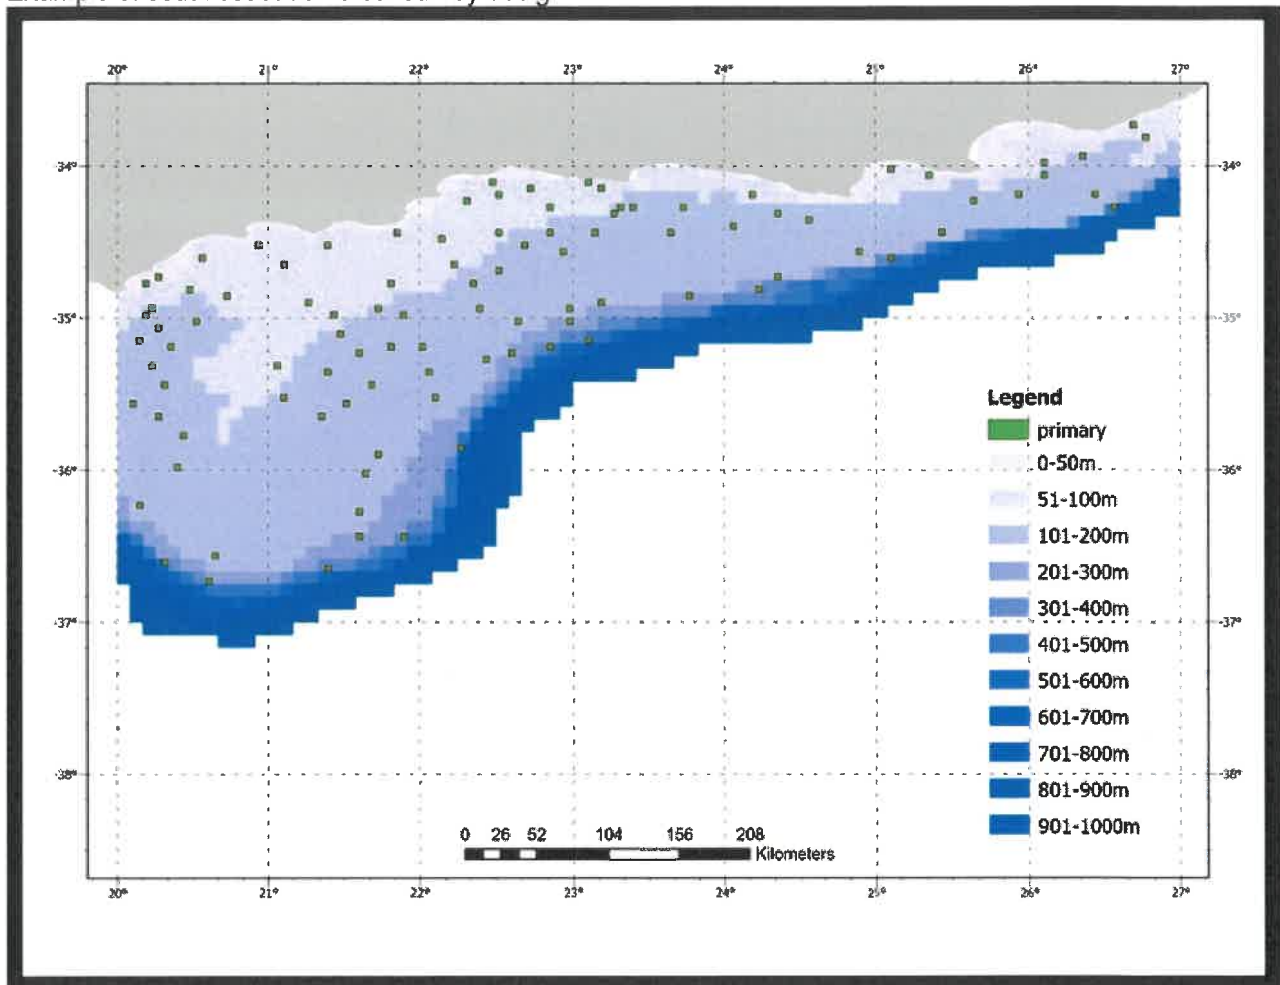 20° 21° 22° 23° 24° 25° 26° 27°
-34° -34°
-35° -35°
-36° -36°
-37° -37°
-38° -38°
Legend
primary
0-50m
51-100m
101-200m
201-300m
301-400m
401-500m
501-600m
601-700m
701-800m
801-900m
901-1000m
0 26 52 104 156 208
Kilometers
20° 21° 22° 23° 24° 25° 26° 27°